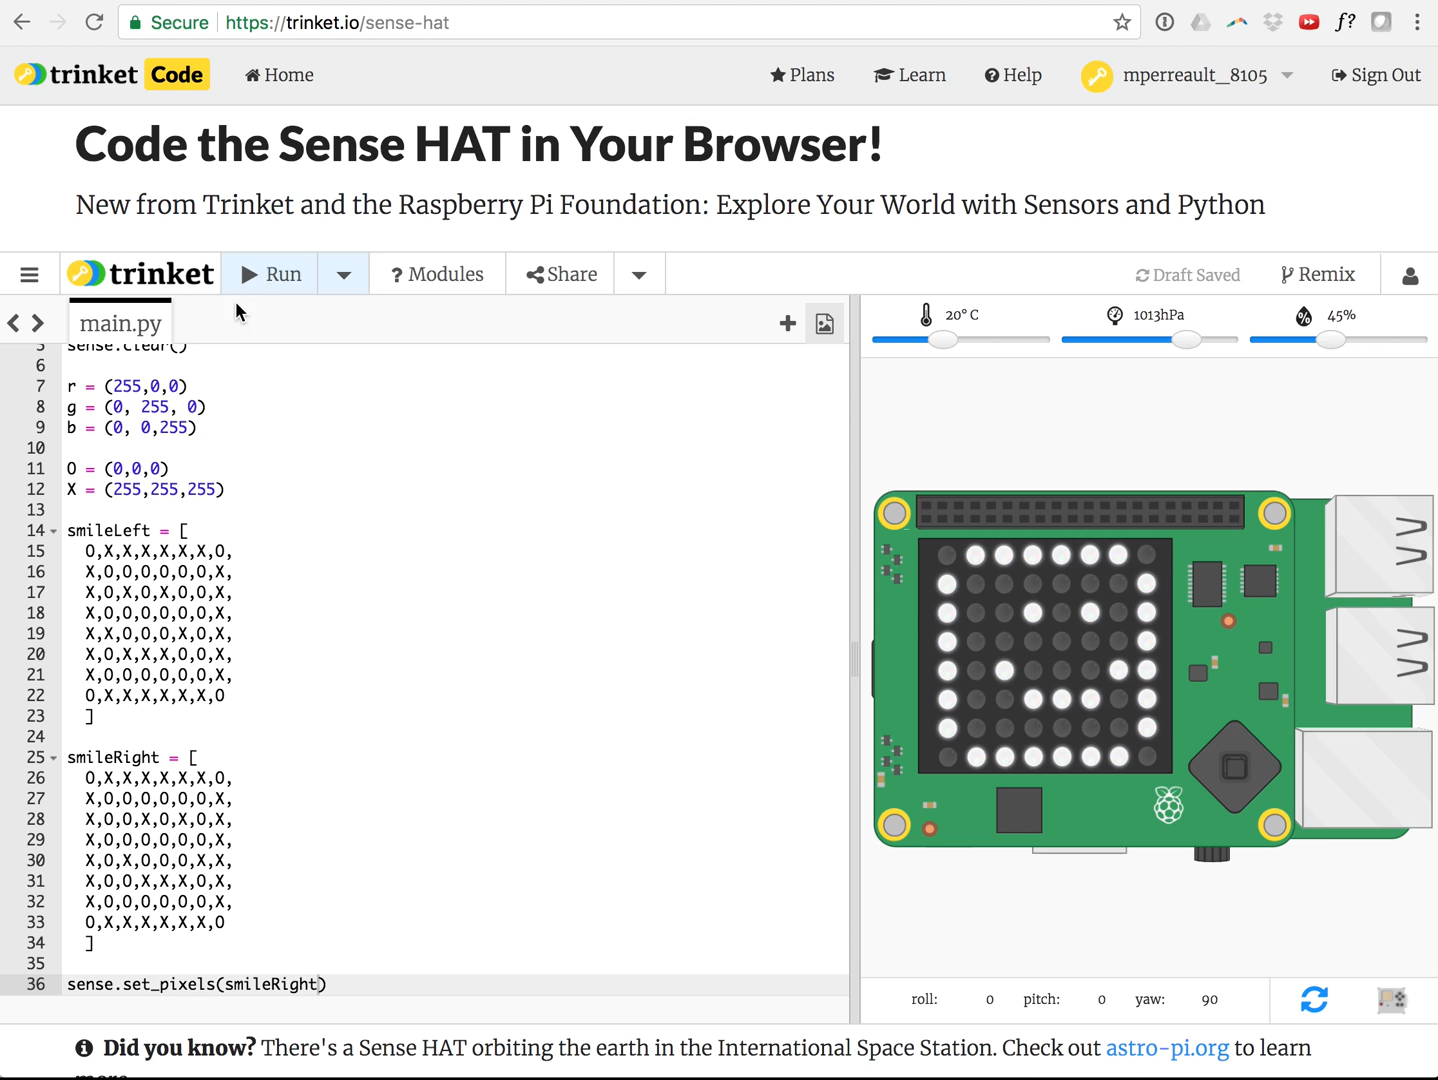 Secure https://trinket.io/sense-hat
trinket Code Home Plans Learn Help mperreault_8105 Sign Out
Code the Sense HAT in Your Browser!
New from Trinket and the Raspberry Pi Foundation: Explore Your World with Sensors and Python
trinket Run ? Modules Share Draft Saved Remix
main.py
20° C 1013hPa 45%
5 sense.clear()
6
7 r = (255,0,0)
8 g = (0, 255, 0)
9 b = (0, 0,255)
10
11 O = (0,0,0)
12 X = (255,255,255)
13
14 smileLeft = [
15 O,X,X,X,X,X,X,O,
16 X,O,O,O,O,O,O,X,
17 X,O,X,O,X,O,O,X,
18 X,O,O,O,O,O,O,X,
19 X,X,O,O,O,X,O,X,
20 X,O,X,X,X,O,O,X,
21 X,O,O,O,O,O,O,X,
22 O,X,X,X,X,X,X,O
23 ]
24
25 smileRight = [
26 O,X,X,X,X,X,X,O,
27 X,O,O,O,O,O,O,X,
28 X,O,O,X,O,X,O,X,
29 X,O,O,O,O,O,O,X,
30 X,O,X,O,O,O,X,X,
31 X,O,O,X,X,X,O,X,
32 X,O,O,O,O,O,O,X,
33 O,X,X,X,X,X,X,O
34 ]
35
36 sense.set_pixels(smileRight)
roll: 0 pitch: 0 yaw: 90
Did you know? There's a Sense HAT orbiting the earth in the International Space Station. Check out astro-pi.org to learn